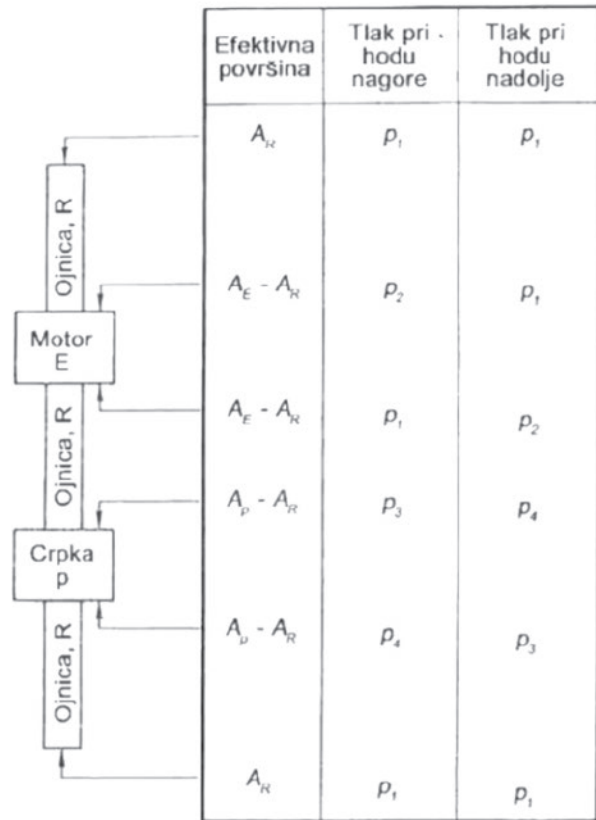 Efektivna površina
Tlak pri hodu nagore
Tlak pri hodu nadolje
A_R p_1 p_1
Ojnica, R
A_E - A_R p_2 p_1
Motor E
A_E - A_R p_1 p_2
Ojnica, R
A_p - A_R p_3 p_4
Crpka p
A_p - A_R p_4 p_3
Ojnica, R
A_R p_1 p_1